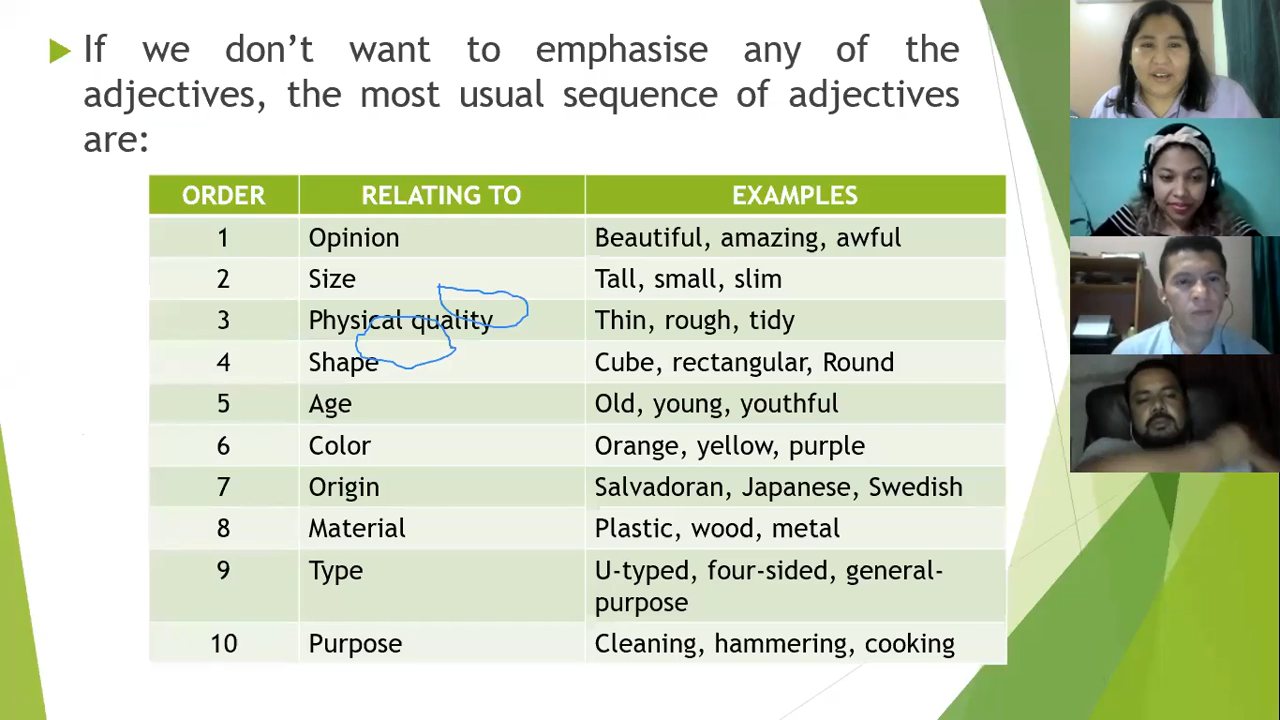 If we don't want to emphasise any of the
adjectives, the most usual sequence of adjectives
are:
ORDER RELATING TO EXAMPLES
1 Opinion Beautiful, amazing, awful
2 Size Tall, small, slim
3 Physical quality Thin, rough, tidy
4 Shape Cube, rectangular, Round
5 Age Old, young, youthful
6 Color Orange, yellow, purple
7 Origin Salvadoran, Japanese, Swedish
8 Material Plastic, wood, metal
9 Type U-typed, four-sided, general-
purpose
10 Purpose Cleaning, hammering, cooking